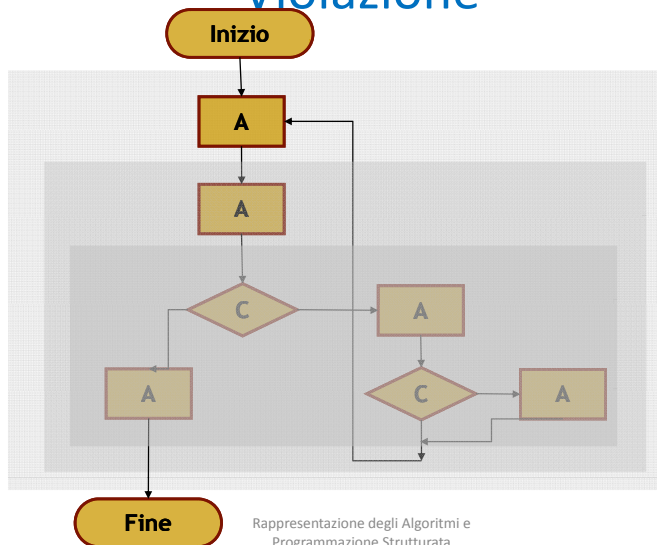 Violazione
Inizio
A
A
C
A
A
C
A
Fine
Rappresentazione degli Algoritmi e
Programmazione Strutturata